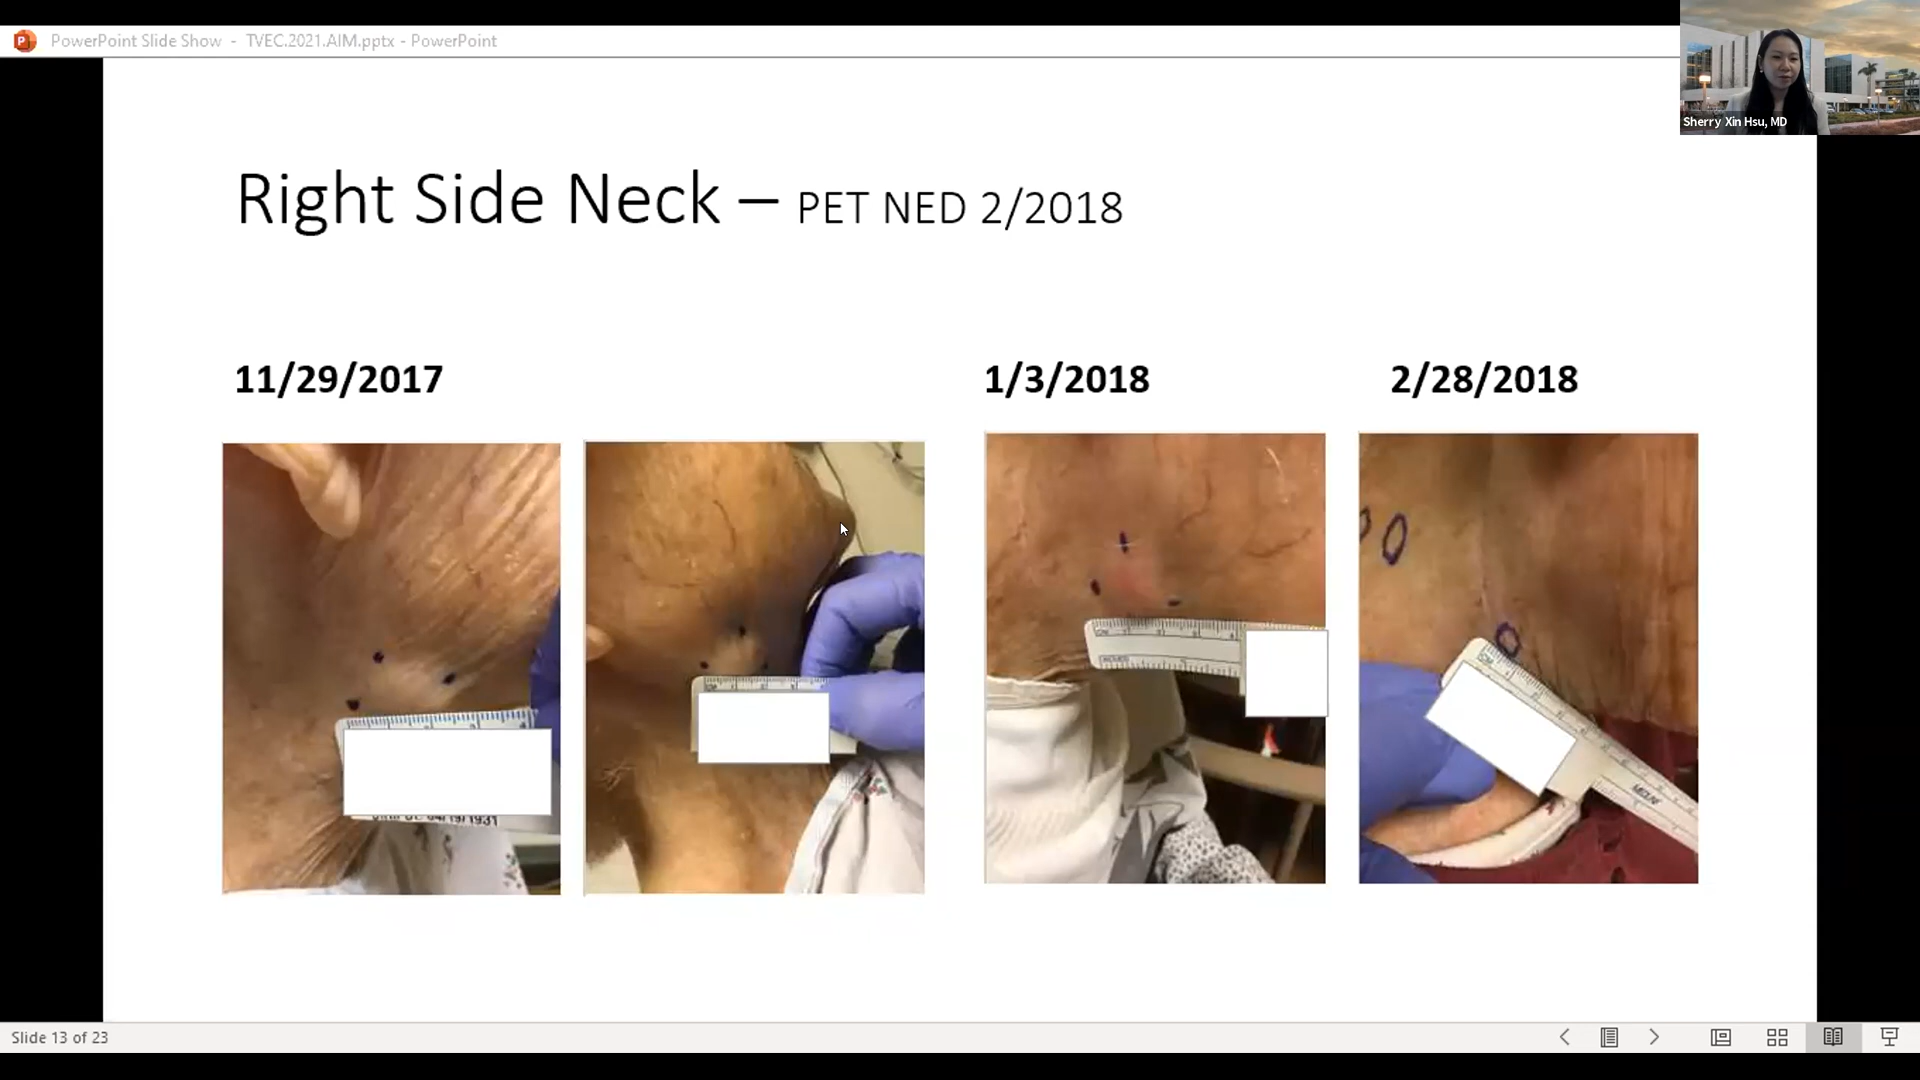 PowerPoint Slide Show - TVEC.2021.AIM.pptx - PowerPoint
Sherry Xin Hsu, MD
Right Side Neck – PET NED 2/2018
11/29/2017
1/3/2018
2/28/2018
CM
Slide 13 of 23